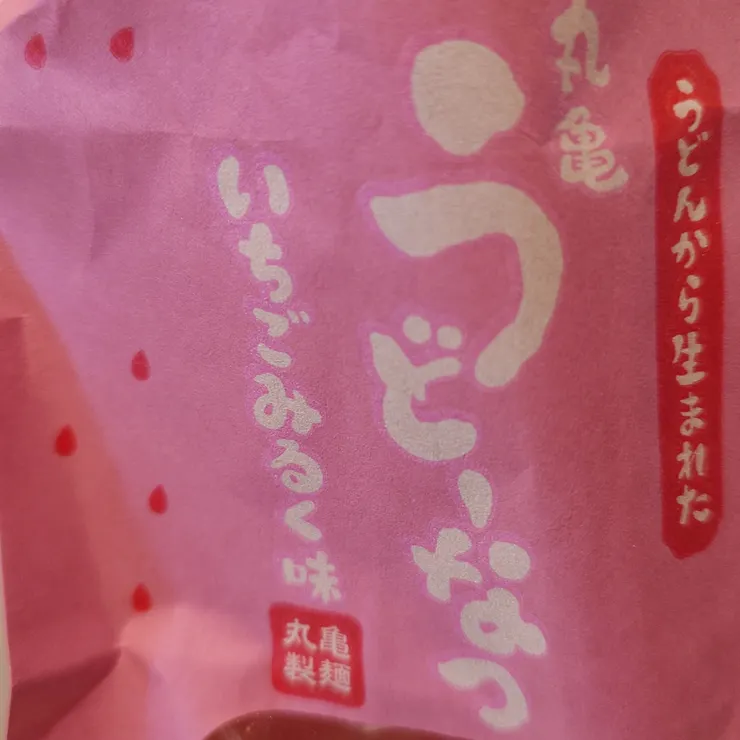 うどんから生まれた
丸亀
うどーなつ
いちごみるく味
丸亀
製麺